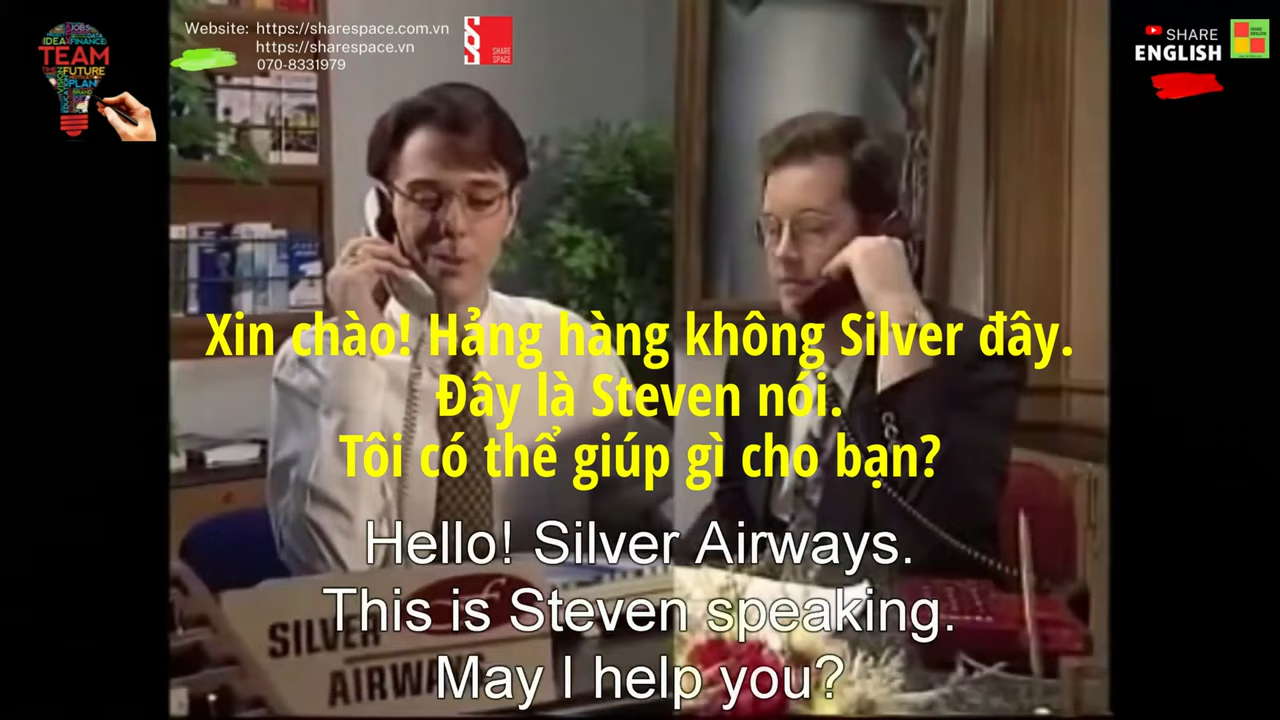 JOBS
IDEA FINANCE
TEAM
FUTURE
PLAN
Website: https://sharespace.com.vn
https://sharespace.vn
070-8331979
SHARE
SPACE
SHARE
ENGLISH
Xin chào! Hảng hàng không Silver đây.
Đây là Steven nói.
Tôi có thể giúp gì cho bạn?
Hello! Silver Airways.
This is Steven speaking.
May I help you?
SILVER
AIRWAYS